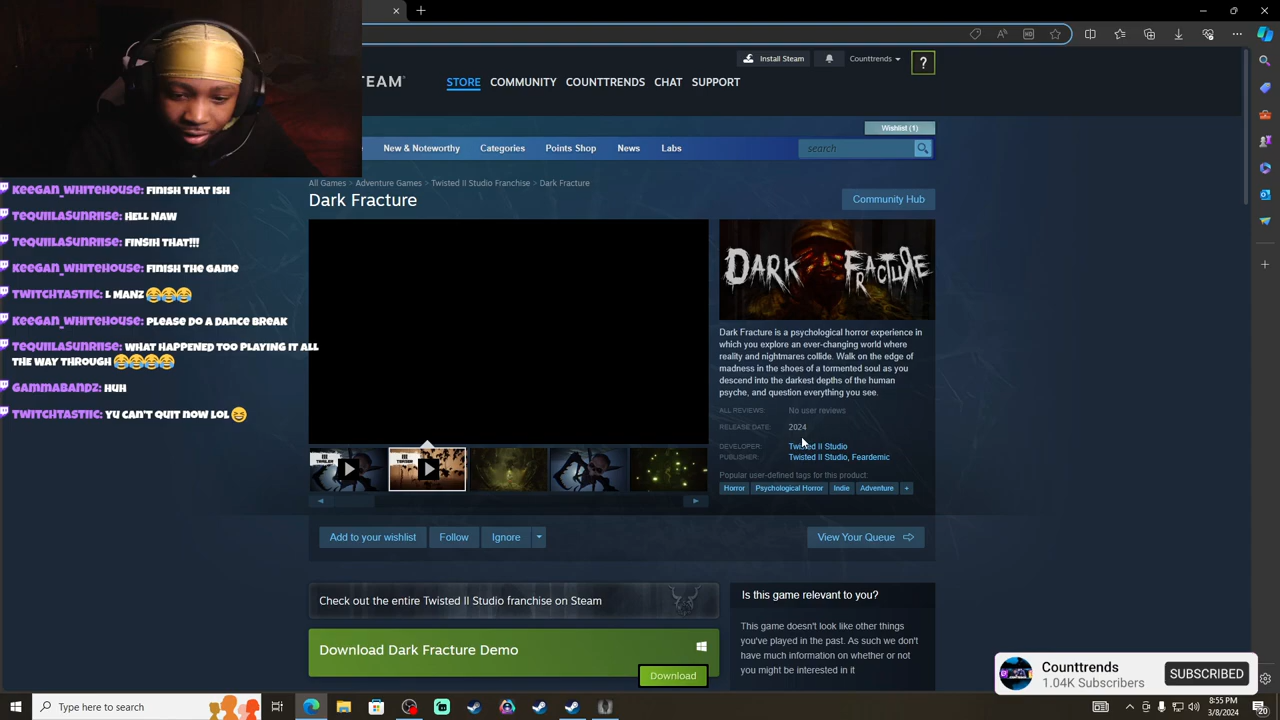 EAM
STORE COMMUNITY COUNTTRENDS CHAT SUPPORT
Install Steam
Counttrends
?
Wishlist (1)
New & Noteworthy Categories Points Shop News Labs
search
All Games > Adventure Games > Twisted II Studio Franchise > Dark Fracture
Dark Fracture
Community Hub
DARK FRACTURE
Dark Fracture is a psychological horror experience in
which you explore an ever-changing world where
reality and nightmares collide. Walk on the edge of
madness in the shoes of a tormented soul as you
descend into the darkest depths of the human
psyche, and question everything you see.
ALL REVIEWS: No user reviews
RELEASE DATE: 2024
DEVELOPER: Twisted II Studio
PUBLISHER: Twisted II Studio, Feardemic
Popular user-defined tags for this product:
Horror Psychological Horror Indie Adventure +
Add to your wishlist Follow Ignore
View Your Queue
Check out the entire Twisted II Studio franchise on Steam
Download Dark Fracture Demo
Download
Is this game relevant to you?
This game doesn't look like other things
you've played in the past. As such we don't
have much information on whether or not
you might be interested in it
KEEGAN_WHITEHOUSE: FINISH THAT ISH
TEQUIILASUNRIISE: HELL NAW
TEQUIILASUNRIISE: FINSIH THAT!!!
KEEGAN_WHITEHOUSE: FINISH THE GAME
TWITCHTASTIC: L MANZ 😂😂😂
KEEGAN_WHITEHOUSE: PLEASE DO A DANCE BREAK
TEQUIILASUNRIISE: WHAT HAPPENED TOO PLAYING IT ALL
THE WAY THROUGH 😂😂😂😂
GAMMABANDZ: HUH
TWITCHTASTIC: YU CAN'T QUIT NOW LOL 😆
Counttrends
1.04K Subscribers
SUBSCRIBED
Type here to search
8:55 PM
3/8/2024